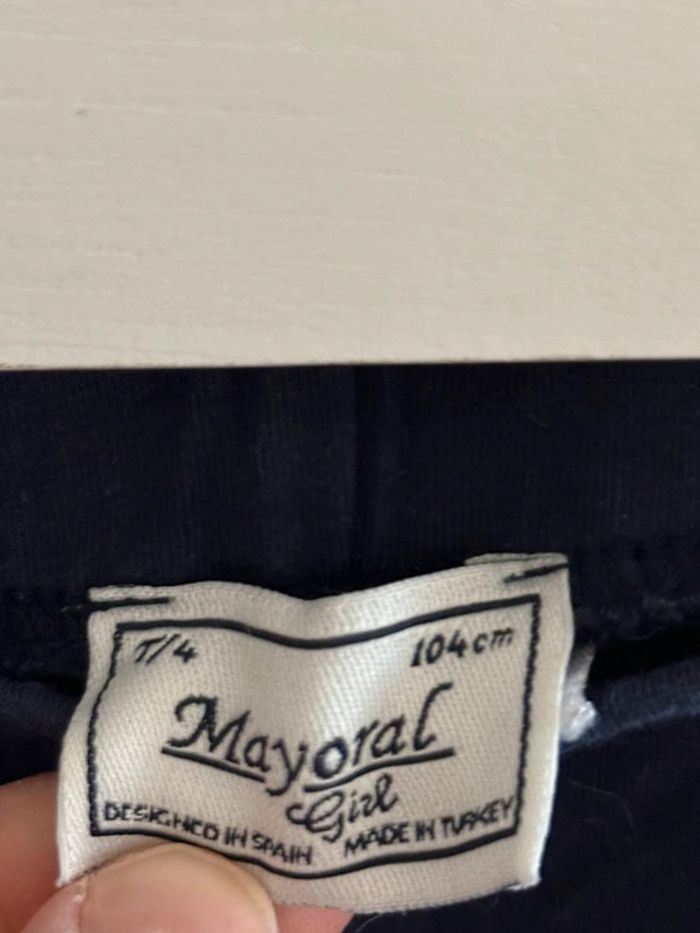 T/4 104cm
Mayoral
Girl
DESIGNED IN SPAIN MADE IN TURKEY